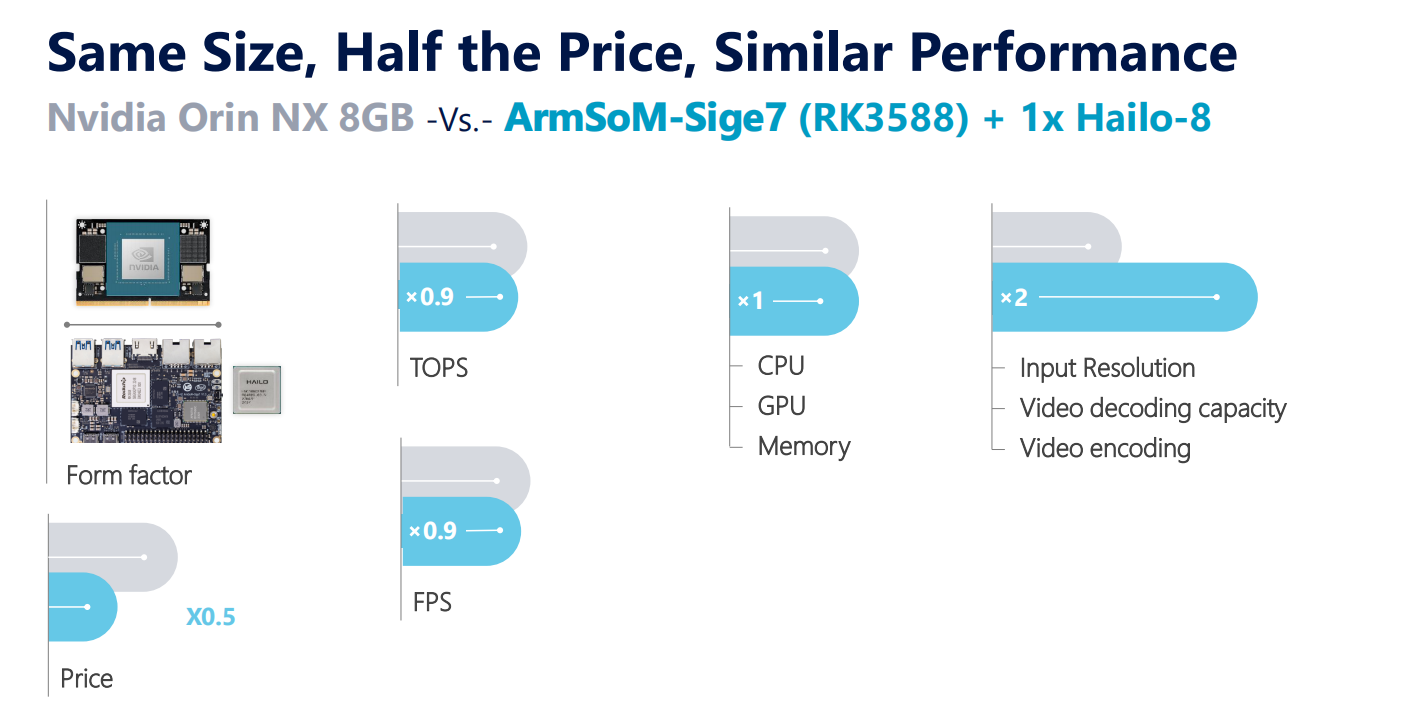 Same Size, Half the Price, Similar Performance
Nvidia Orin NX 8GB -Vs.- ArmSoM-Sige7 (RK3588) + 1x Hailo-8
NVIDIA
HAILO
Form factor
X0.5
Price
×0.9
TOPS
×0.9
FPS
×1
CPU
GPU
Memory
×2
Input Resolution
Video decoding capacity
Video encoding